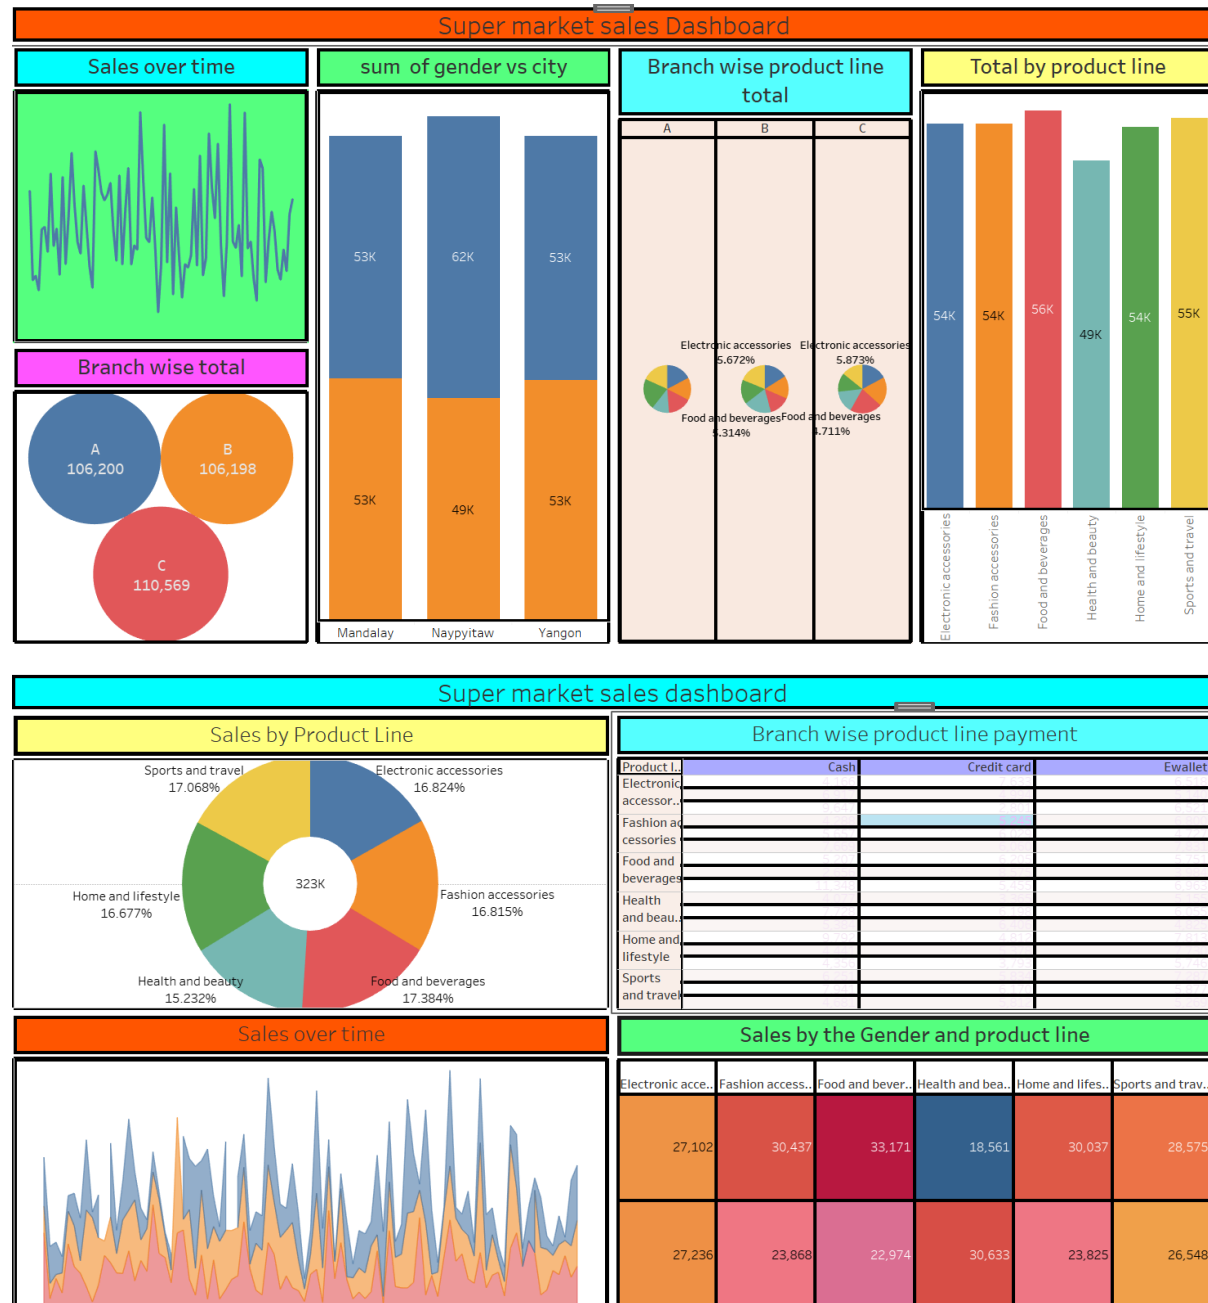 Super market sales Dashboard
Sales over time
sum of gender vs city
Branch wise product line
total
Total by product line
A
B
C
53K
62K
53K
53K
49K
53K
Mandalay
Naypyitaw
Yangon
Electronic accessories
5.672%
Electronic accessories
5.873%
Food and beverages
5.314%
Food and beverages
4.711%
54K
54K
56K
49K
54K
55K
Electronic accessories
Fashion accessories
Food and beverages
Health and beauty
Home and lifestyle
Sports and travel
Branch wise total
A
106,200
B
106,198
C
110,569
Super market sales dashboard
Sales by Product Line
Sports and travel
17.068%
Electronic accessories
16.824%
Home and lifestyle
16.677%
323K
Fashion accessories
16.815%
Health and beauty
15.232%
Food and beverages
17.384%
Branch wise product line payment
Product l..
Cash
Credit card
Ewallet
Electronic
accessor..
Fashion ac
cessories
Food and
beverages
Health
and beau..
Home and
lifestyle
Sports
and travel
Sales over time
Sales by the Gender and product line
Electronic acce..
Fashion access..
Food and bever..
Health and bea..
Home and lifes..
Sports and trav..
27,102
30,437
33,171
18,561
30,037
28,575
27,236
23,868
22,974
30,633
23,825
26,548